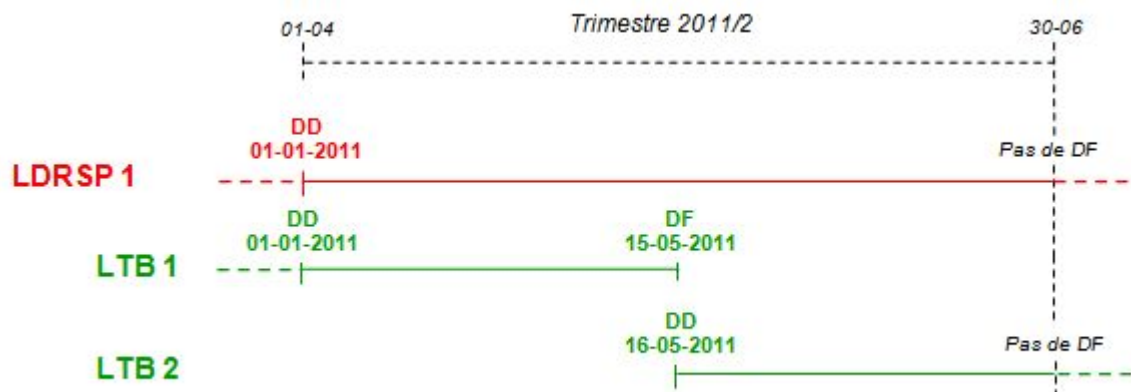 01-04
Trimestre 2011/2
30-06
DD
01-01-2011
Pas de DF
LDRSP 1
DD
01-01-2011
DF
15-05-2011
LTB 1
DD
16-05-2011
Pas de DF
LTB 2